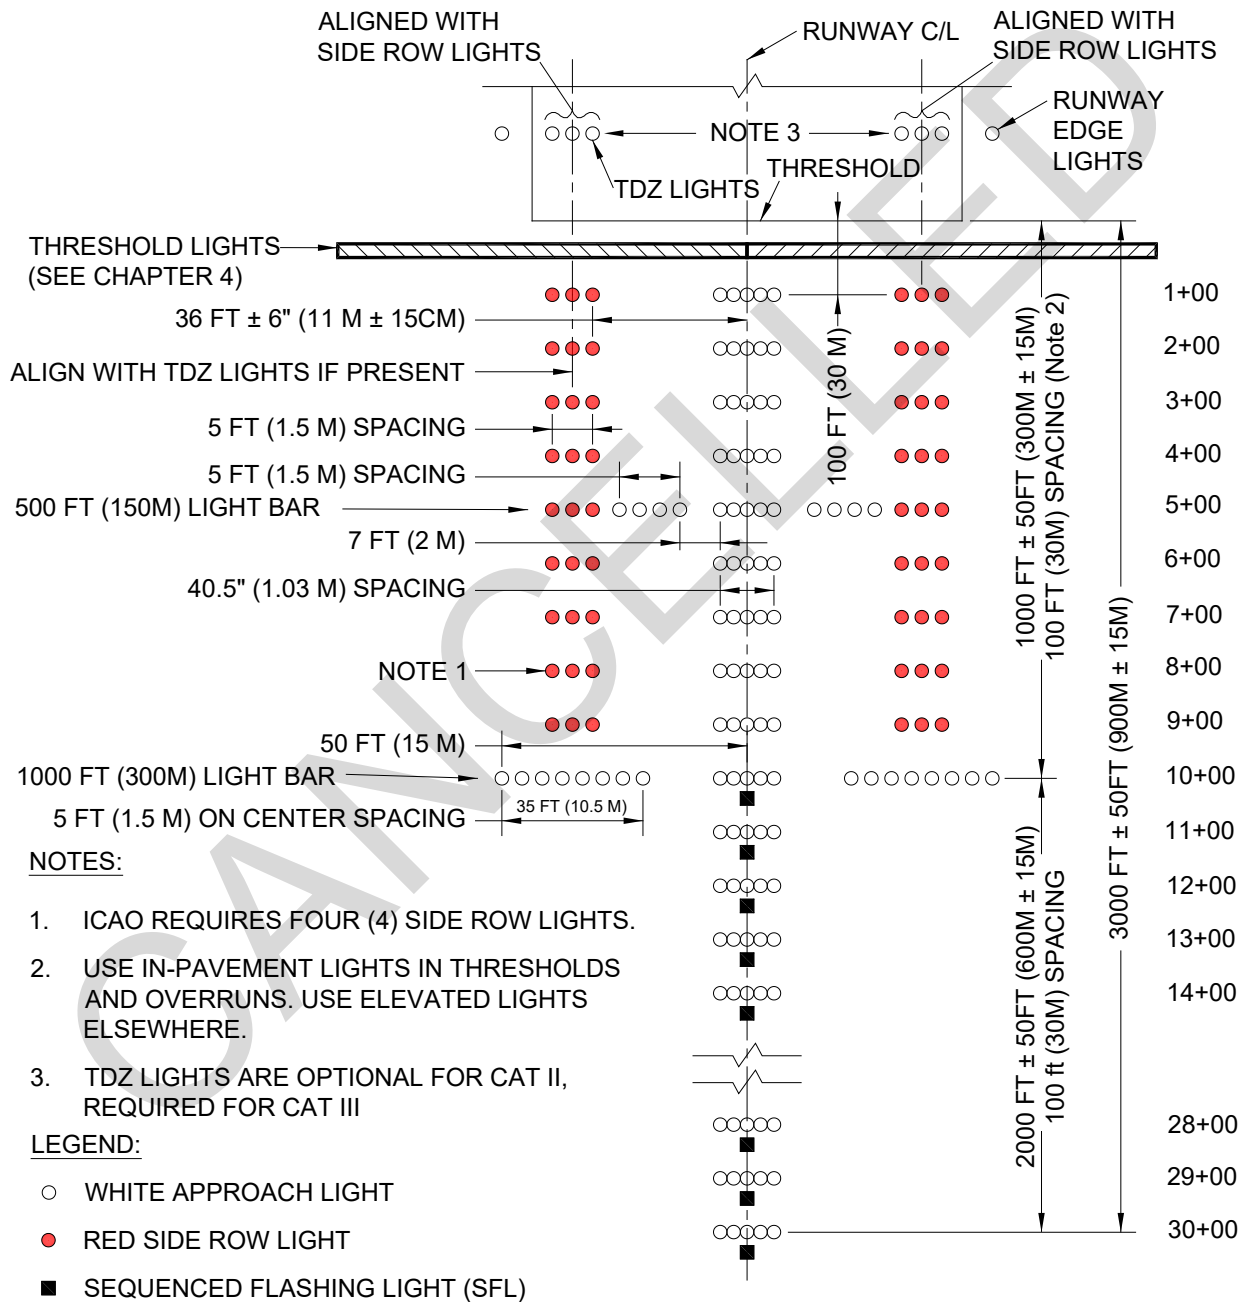 ALIGNED WITH
SIDE ROW LIGHTS
RUNWAY C/L
ALIGNED WITH
SIDE ROW LIGHTS
RUNWAY
EDGE
LIGHTS
NOTE 3
TDZ LIGHTS
THRESHOLD
THRESHOLD LIGHTS
(SEE CHAPTER 4)
36 FT ± 6" (11 M ± 15CM)
ALIGN WITH TDZ LIGHTS IF PRESENT
5 FT (1.5 M) SPACING
5 FT (1.5 M) SPACING
500 FT (150M) LIGHT BAR
7 FT (2 M)
40.5" (1.03 M) SPACING
NOTE 1
50 FT (15 M)
1000 FT (300M) LIGHT BAR
35 FT (10.5 M)
5 FT (1.5 M) ON CENTER SPACING
100 FT (30 M)
1000 FT ± 50FT (300M ± 15M)
100 FT (30M) SPACING (Note 2)
2000 FT ± 50FT (600M ± 15M)
100 ft (30M) SPACING
3000 FT ± 50FT (900M ± 15M)
1+00
2+00
3+00
4+00
5+00
6+00
7+00
8+00
9+00
10+00
11+00
12+00
13+00
14+00
28+00
29+00
30+00
NOTES:
1. ICAO REQUIRES FOUR (4) SIDE ROW LIGHTS.
2. USE IN-PAVEMENT LIGHTS IN THRESHOLDS
AND OVERRUNS. USE ELEVATED LIGHTS
ELSEWHERE.
3. TDZ LIGHTS ARE OPTIONAL FOR CAT II,
REQUIRED FOR CAT III
LEGEND:
WHITE APPROACH LIGHT
RED SIDE ROW LIGHT
SEQUENCED FLASHING LIGHT (SFL)
CANCELLED